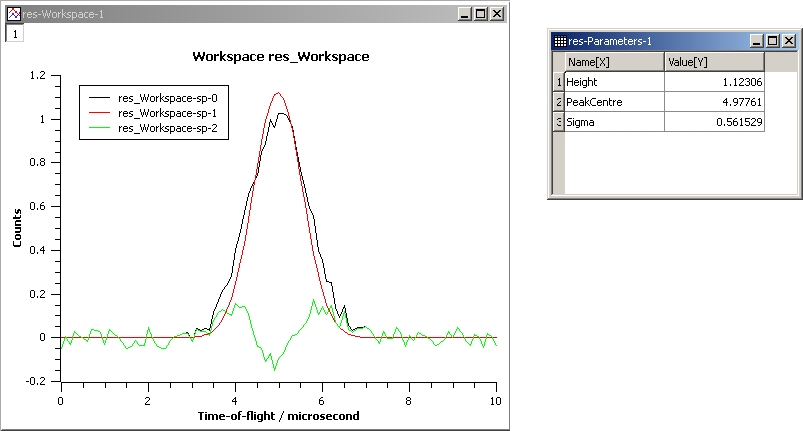 res-Workspace-1
1
Workspace res_Workspace
res_Workspace-sp-0
res_Workspace-sp-1
res_Workspace-sp-2
1.2
1
0.8
0.6
0.4
0.2
0
-0.2
Counts
0 2 4 6 8 10
Time-of-flight / microsecond
res-Parameters-1
Name[X] Value[Y]
1 Height 1.12306
2 PeakCentre 4.97761
3 Sigma 0.561529